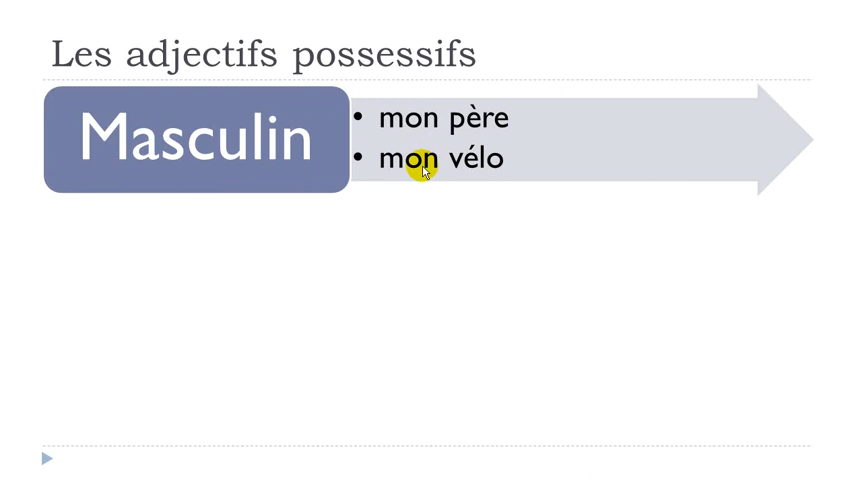 Les adjectifs possessifs
Masculin
• mon père
• mon vélo